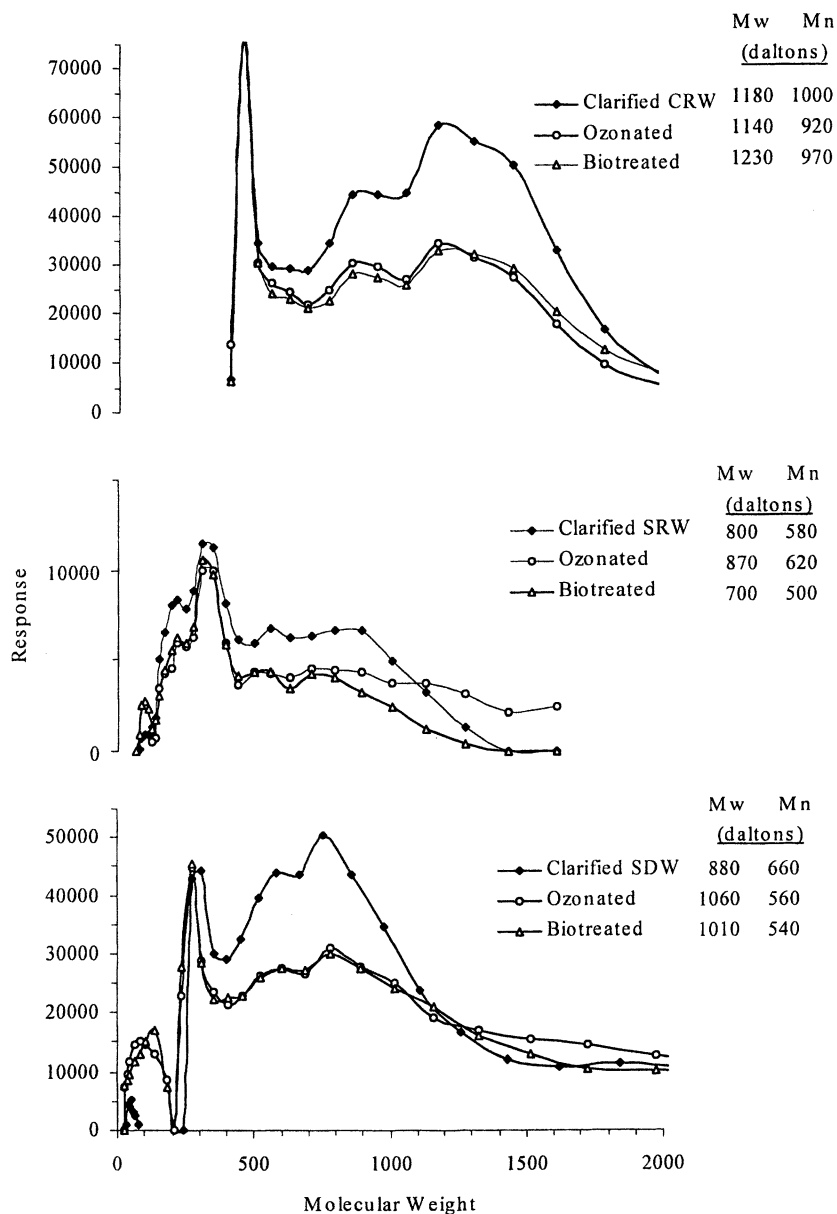 Mw Mn
(daltons)
70000
60000
50000
40000
30000
20000
10000
0
Clarified CRW 1180 1000
Ozonated 1140 920
Biotreated 1230 970
Response
Mw Mn
(daltons)
10000
0
Clarified SRW 800 580
Ozonated 870 620
Biotreated 700 500
Mw Mn
(daltons)
50000
40000
30000
20000
10000
0
Clarified SDW 880 660
Ozonated 1060 560
Biotreated 1010 540
0 500 1000 1500 2000
Molecular Weight